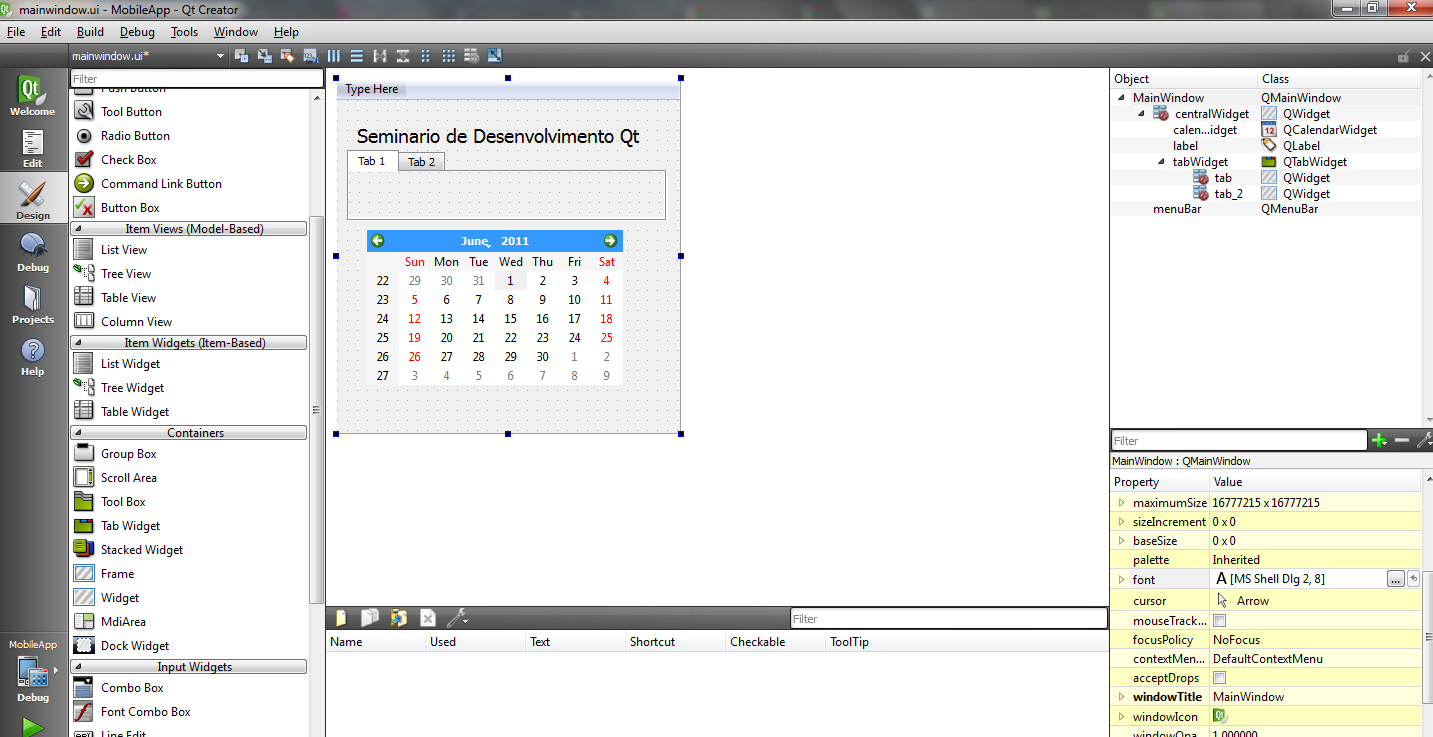 mainwindow.ui - MobileApp - Qt Creator
File Edit Build Debug Tools Window Help
mainwindow.ui*
Welcome
Edit
Design
Debug
Projects
Help
MobileApp
Debug
Filter
Push Button
Tool Button
Radio Button
Check Box
Command Link Button
Button Box
Item Views (Model-Based)
List View
Tree View
Table View
Column View
Item Widgets (Item-Based)
List Widget
Tree Widget
Table Widget
Containers
Group Box
Scroll Area
Tool Box
Tab Widget
Stacked Widget
Frame
Widget
MdiArea
Dock Widget
Input Widgets
Combo Box
Font Combo Box
Line Edit
Type Here
Seminario de Desenvolvimento Qt
Tab 1 Tab 2
June, 2011
Sun Mon Tue Wed Thu Fri Sat
22 29 30 31 1 2 3 4
23 5 6 7 8 9 10 11
24 12 13 14 15 16 17 18
25 19 20 21 22 23 24 25
26 26 27 28 29 30 1 2
27 3 4 5 6 7 8 9
Filter
Name Used Text Shortcut Checkable ToolTip
Object Class
MainWindow QMainWindow
centralWidget QWidget
calen...idget QCalendarWidget
label QLabel
tabWidget QTabWidget
tab QWidget
tab_2 QWidget
menuBar QMenuBar
Filter
MainWindow : QMainWindow
Property Value
maximumSize 16777215 x 16777215
sizeIncrement 0 x 0
baseSize 0 x 0
palette Inherited
font A [MS Shell Dlg 2, 8] ...
cursor Arrow
mouseTrack...
focusPolicy NoFocus
contextMen... DefaultContextMenu
acceptDrops
windowTitle MainWindow
windowIcon
windowOpa... 1.000000